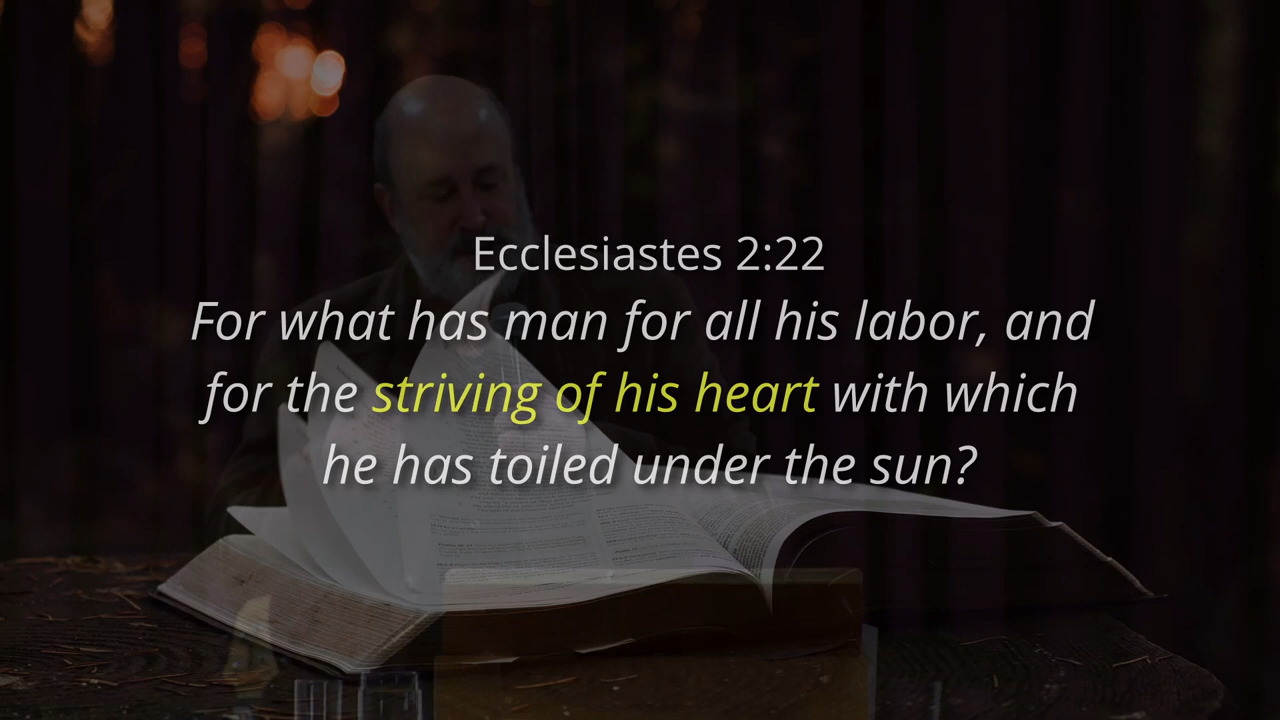 Ecclesiastes 2:22
For what has man for all his labor, and
for the striving of his heart with which
he has toiled under the sun?